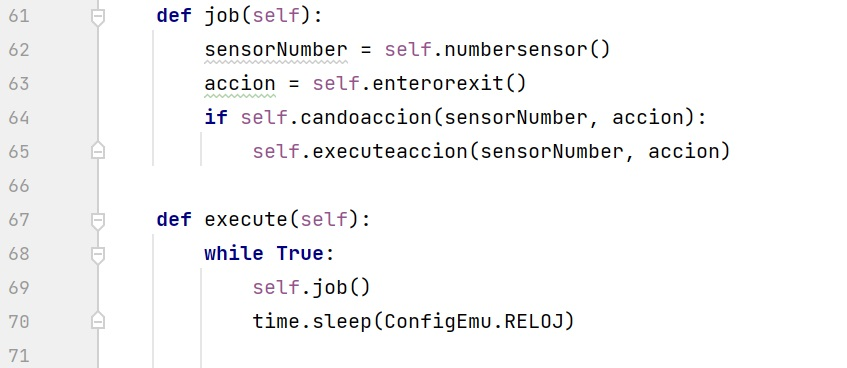 61 def job(self):
62 sensorNumber = self.numbersensor()
63 accion = self.enterorexit()
64 if self.candoaccion(sensorNumber, accion):
65 self.executeaccion(sensorNumber, accion)
66
67 def execute(self):
68 while True:
69 self.job()
70 time.sleep(ConfigEmu.RELOJ)
71